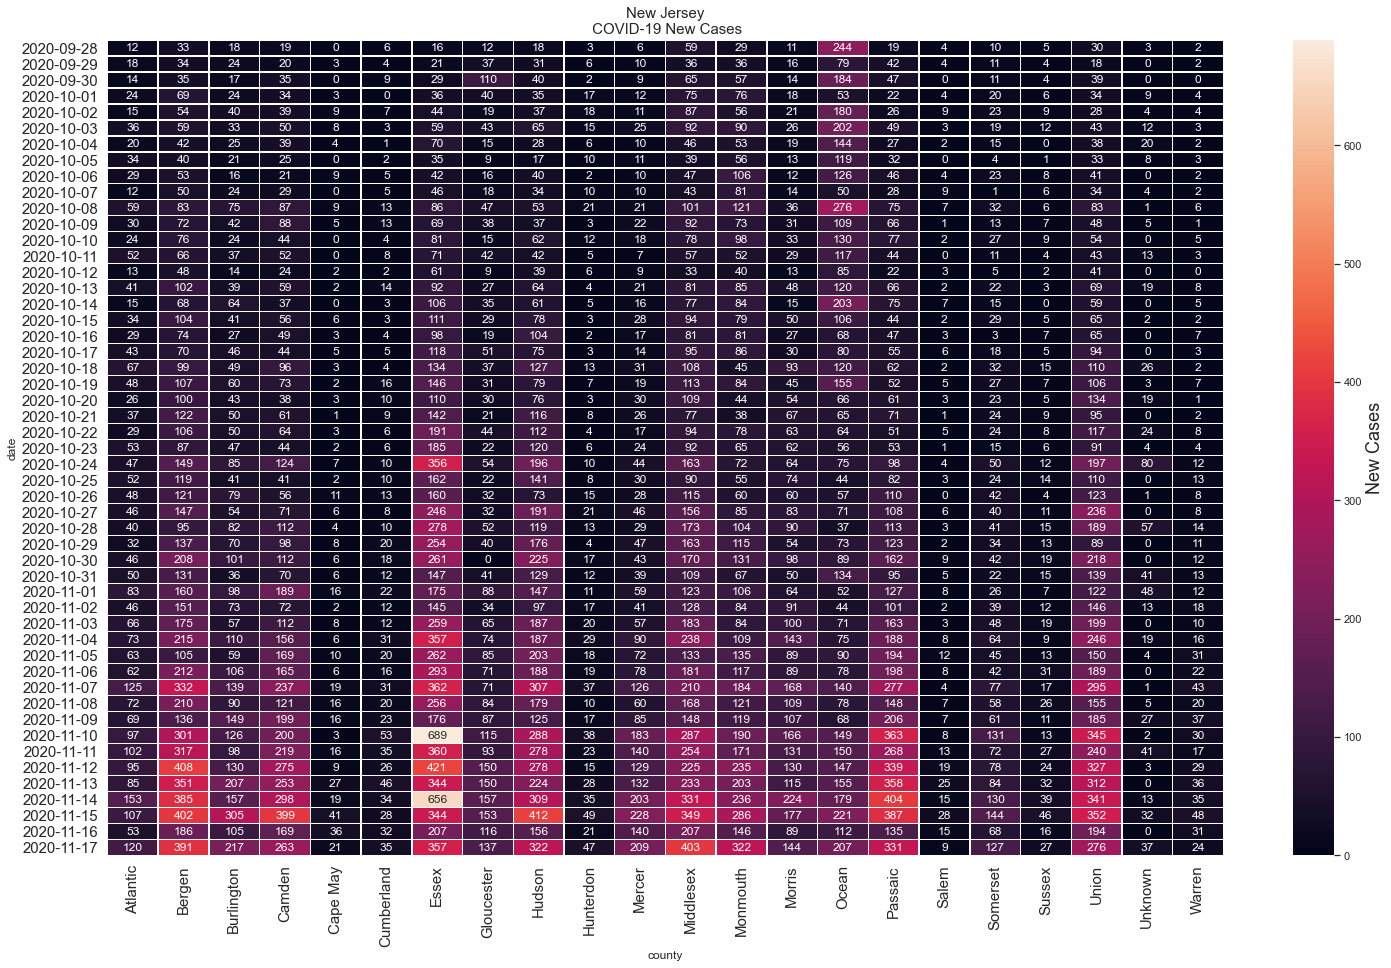 New Jersey
COVID-19 New Cases
2020-09-28 12 33 18 19 0 6 16 12 18 3 6 59 29 11 244 19 4 10 5 30 3 2
2020-09-29 18 34 24 20 3 4 21 37 31 6 10 36 36 16 79 42 4 11 4 18 0 2
2020-09-30 14 35 17 35 0 9 29 110 40 2 9 65 57 14 184 47 0 11 4 39 0 0
2020-10-01 24 69 24 34 3 0 36 40 35 17 12 75 76 18 53 22 4 20 6 34 9 4
2020-10-02 15 54 40 39 9 7 44 19 37 18 11 87 56 21 180 26 9 23 9 28 4 4
2020-10-03 36 59 33 50 8 3 59 43 65 15 25 92 90 26 202 49 3 19 12 43 12 3
2020-10-04 20 42 25 39 4 1 70 15 28 6 10 46 53 19 144 27 2 15 0 38 20 2
2020-10-05 34 40 21 25 0 2 35 9 17 10 11 39 56 13 119 32 0 4 1 33 8 3
2020-10-06 29 53 16 21 9 5 42 16 40 2 10 47 106 12 126 46 4 23 8 41 0 2
2020-10-07 12 50 24 29 0 5 46 18 34 10 10 43 81 14 50 28 9 1 6 34 4 2
2020-10-08 59 83 75 87 9 13 86 47 53 21 21 101 121 36 276 75 7 32 6 83 1 6
2020-10-09 30 72 42 88 5 13 69 38 37 3 22 92 73 31 109 66 1 13 7 48 5 1
2020-10-10 24 76 24 44 0 4 81 15 62 12 18 78 98 33 130 77 2 27 9 54 0 5
2020-10-11 52 66 37 52 0 8 71 42 42 5 7 57 52 29 117 44 0 11 4 43 13 3
2020-10-12 13 48 14 24 2 2 61 9 39 6 9 33 40 13 85 22 3 5 2 41 0 0
2020-10-13 41 102 39 59 2 14 92 27 64 4 21 81 85 48 120 66 2 22 3 69 19 8
2020-10-14 15 68 64 37 0 3 106 35 61 5 16 77 84 15 203 75 7 15 0 59 0 5
2020-10-15 34 104 41 56 6 3 111 29 78 3 28 94 79 50 106 44 2 29 5 65 2 2
2020-10-16 29 74 27 49 3 4 98 19 104 2 17 81 81 27 68 47 3 3 7 65 0 7
2020-10-17 43 70 46 44 5 5 118 51 75 3 14 95 86 30 80 55 6 18 5 94 0 3
2020-10-18 67 99 49 96 3 4 134 37 127 13 31 108 45 93 120 62 2 32 15 110 26 2
2020-10-19 48 107 60 73 2 16 146 31 79 7 19 113 84 45 155 52 5 27 7 106 3 7
2020-10-20 26 100 43 38 3 10 110 30 76 3 30 109 44 54 66 61 3 23 5 134 19 1
2020-10-21 37 122 50 61 1 9 142 21 116 8 26 77 38 67 65 71 1 24 9 95 0 2
2020-10-22 29 106 50 64 3 6 191 44 112 4 17 94 78 63 64 51 5 24 8 117 24 8
2020-10-23 53 87 47 44 2 6 185 22 120 6 24 92 65 62 56 53 1 15 6 91 4 4
2020-10-24 47 149 85 124 7 10 356 54 196 10 44 163 72 64 75 98 4 50 12 197 80 12
2020-10-25 52 119 41 41 2 10 162 23 141 8 30 90 55 74 44 82 3 24 14 110 0 13
2020-10-26 48 121 79 56 11 13 160 32 73 15 28 115 60 60 57 110 0 42 4 123 1 8
2020-10-27 46 147 54 71 6 8 246 32 191 21 46 156 85 83 71 108 6 40 11 236 0 8
2020-10-28 40 95 82 112 4 10 278 52 119 13 29 173 104 90 37 113 3 41 15 189 57 14
2020-10-29 32 137 70 98 8 20 254 40 176 4 47 163 115 54 73 123 2 34 13 89 0 11
2020-10-30 46 208 101 112 6 18 261 0 225 17 43 170 131 98 89 162 9 42 19 218 0 12
2020-10-31 50 131 36 70 6 12 147 41 129 12 39 109 67 50 134 95 5 22 15 139 41 13
2020-11-01 83 160 98 189 16 22 175 88 147 11 59 123 106 64 52 127 8 26 7 122 48 12
2020-11-02 46 151 73 72 2 12 145 34 97 17 41 128 84 91 44 101 2 39 12 146 13 18
2020-11-03 66 175 57 112 8 12 259 65 187 20 57 183 84 100 71 163 3 48 19 199 0 10
2020-11-04 73 215 110 156 6 31 357 74 187 29 90 238 109 143 75 188 8 64 9 246 19 16
2020-11-05 63 105 59 169 10 20 262 85 203 18 72 133 135 89 90 194 12 45 13 150 4 31
2020-11-06 62 212 106 165 6 16 293 71 188 19 78 181 117 89 78 198 8 42 31 189 0 22
2020-11-07 125 332 139 237 19 31 362 71 307 37 126 210 184 168 140 277 4 77 17 295 1 43
2020-11-08 72 210 90 121 16 20 256 84 179 10 60 168 121 109 78 148 7 58 26 155 5 20
2020-11-09 69 136 149 199 16 23 176 87 125 17 85 148 119 107 68 206 7 61 11 185 27 37
2020-11-10 97 301 126 200 3 53 689 115 288 38 183 287 190 166 149 363 8 131 13 345 2 30
2020-11-11 102 317 98 219 16 35 360 93 278 23 140 254 171 131 150 268 13 72 27 240 41 17
2020-11-12 95 408 130 275 9 26 421 150 278 15 129 225 235 130 147 339 19 78 24 327 3 29
2020-11-13 85 351 207 253 27 46 344 150 224 28 132 233 203 115 155 358 25 84 32 312 0 36
2020-11-14 153 385 157 298 19 34 656 157 309 35 203 331 236 224 179 404 15 130 39 341 13 35
2020-11-15 107 402 305 399 41 28 344 153 412 49 228 349 286 177 221 387 28 144 46 352 32 48
2020-11-16 53 186 105 169 36 32 207 116 156 21 140 207 146 89 112 135 15 68 16 194 0 31
2020-11-17 120 391 217 263 21 35 357 137 322 47 209 403 322 144 207 331 9 127 27 276 37 24
Atlantic Bergen Burlington Camden Cape May Cumberland Essex Gloucester Hudson Hunterdon Mercer Middlesex Monmouth Morris Ocean Passaic Salem Somerset Sussex Union Unknown Warren
county
date
600
500
400
300
200
100
0
New Cases